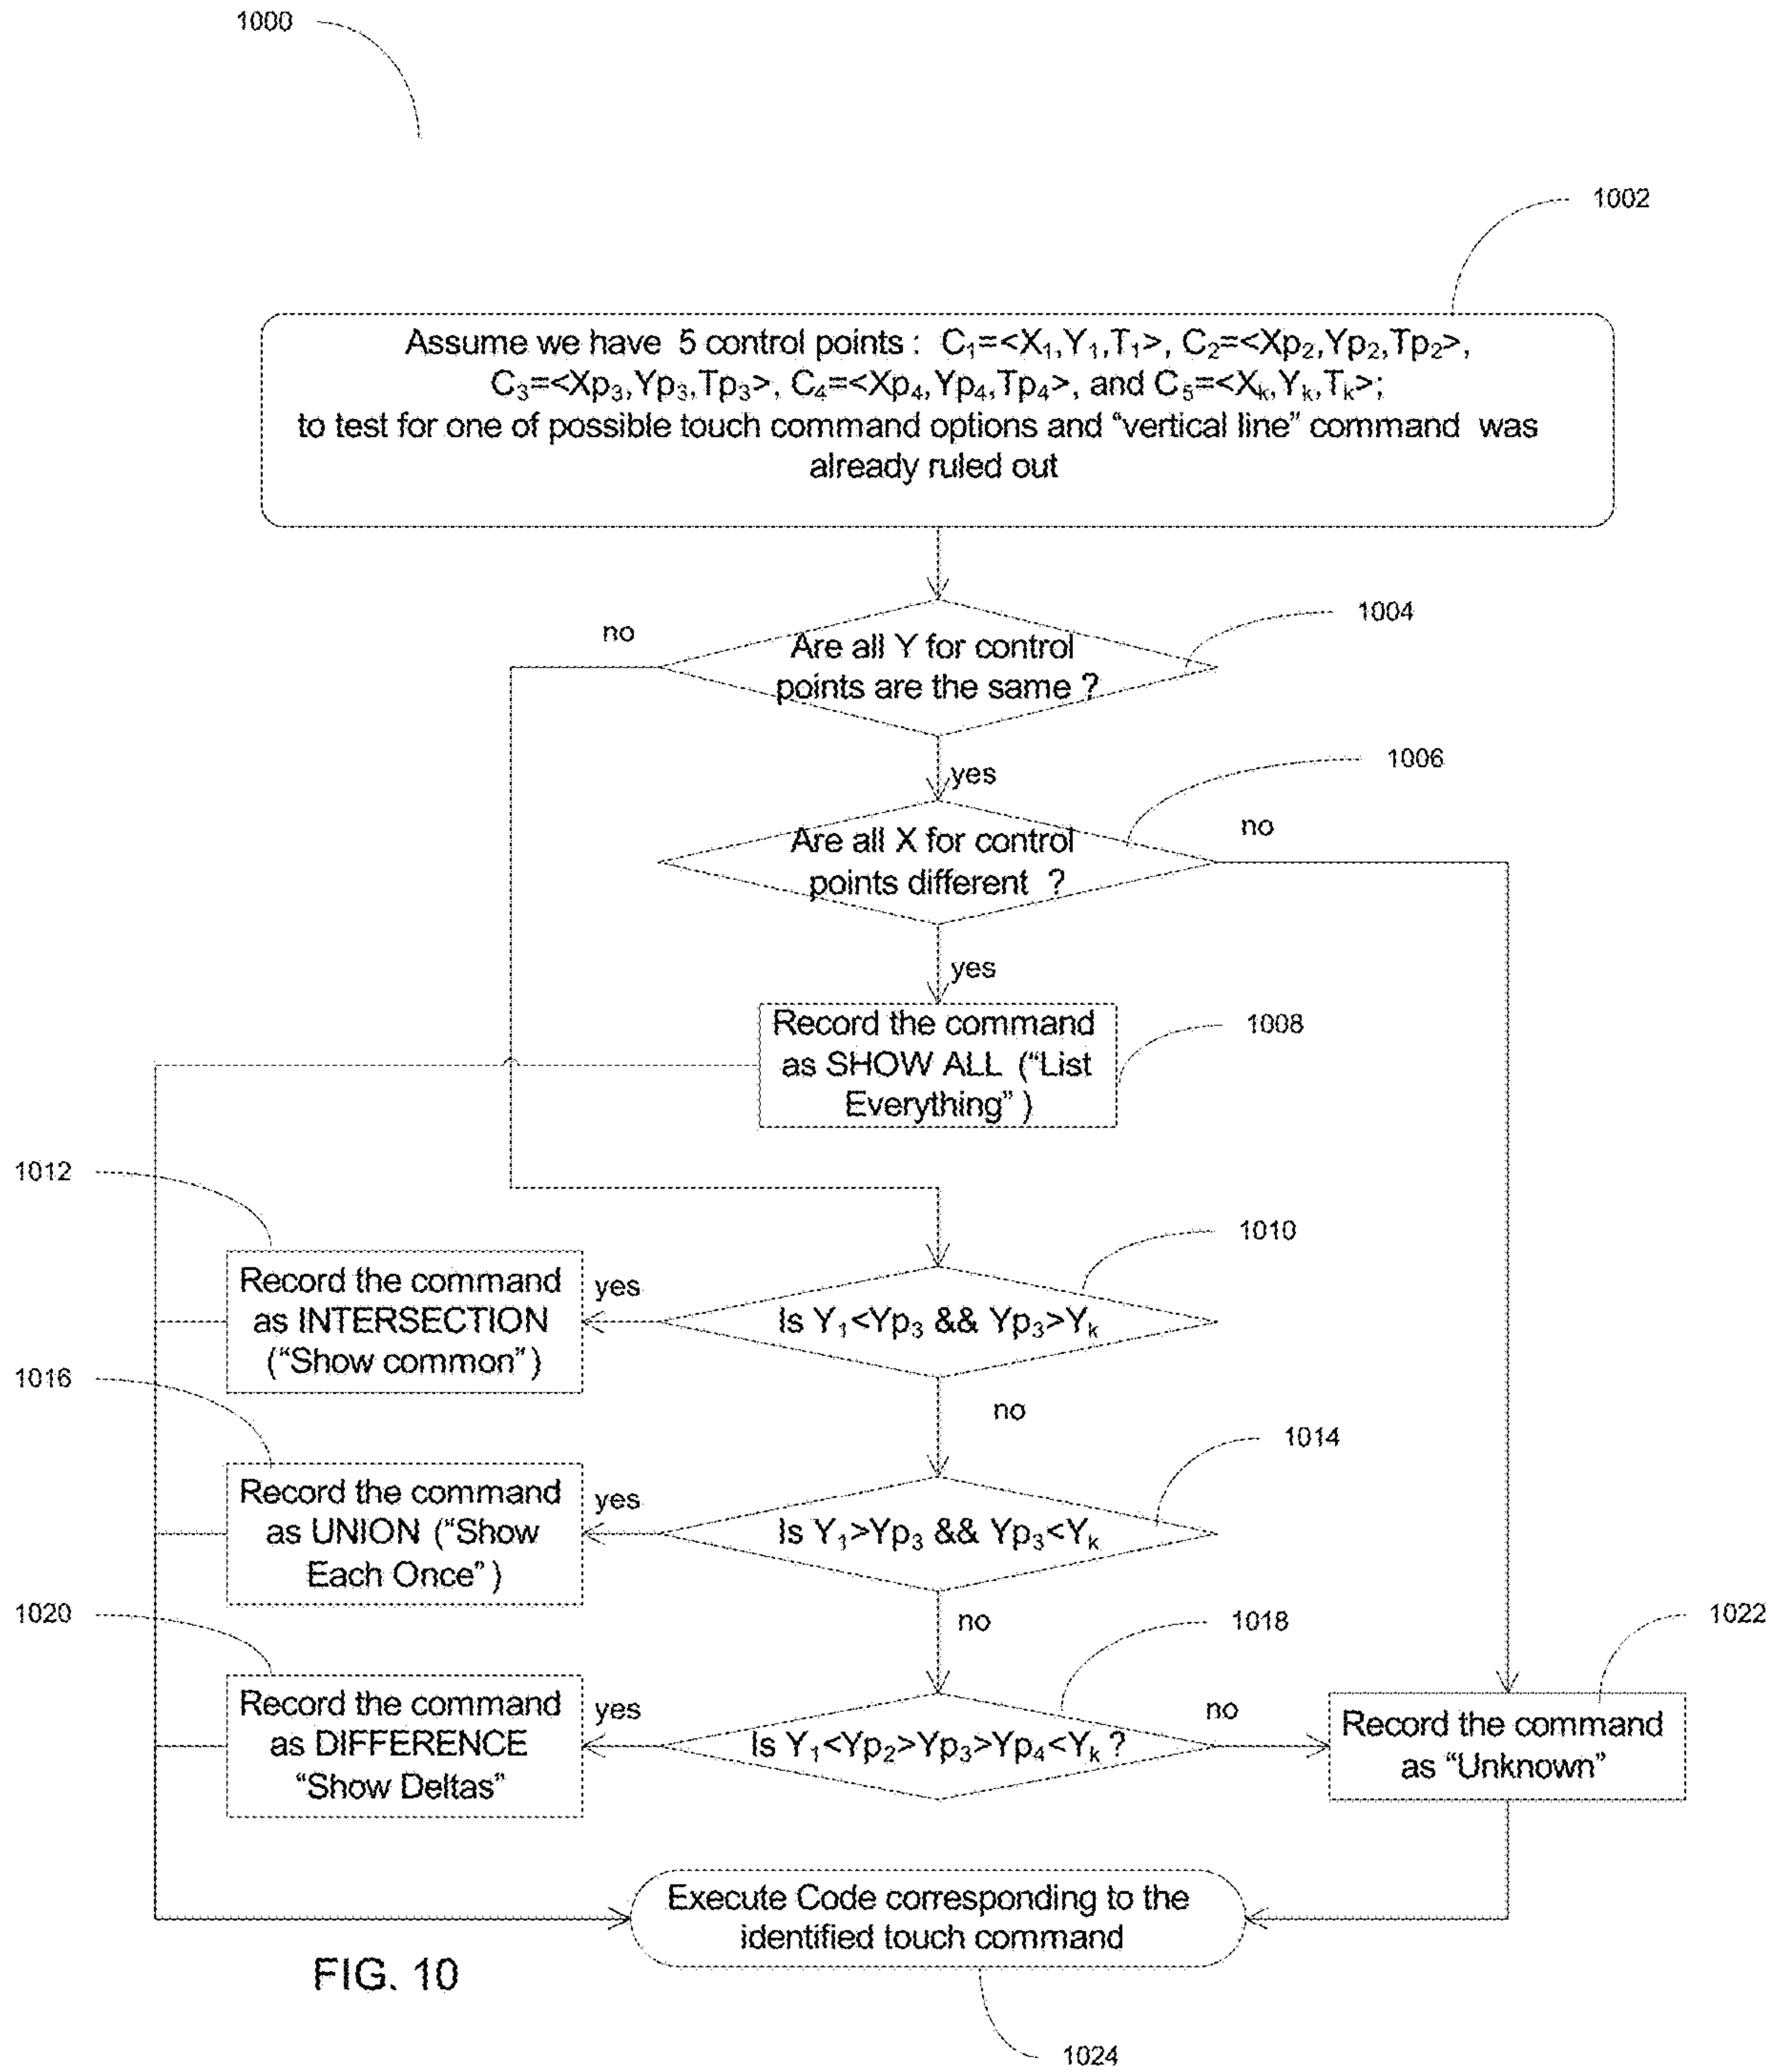 1000
1002
Assume we have 5 control points : C₁=<X₁,Y₁,T₁>, C₂=<Xp₂,Yp₂,Tp₂>,
C₃=<Xp₃,Yp₃,Tp₃>, C₄=<Xp₄,Yp₄,Tp₄>, and C₅=<Xₖ,Yₖ,Tₖ>;
to test for one of possible touch command options and “vertical line” command was
already ruled out
1004
no
Are all Y for control
points are the same ?
1006
yes
no
Are all X for control
points different ?
yes
1008
Record the command
as SHOW ALL (“List
Everything” )
1012
1010
Record the command
as INTERSECTION
(“Show common” )
yes
Is Y₁<Yp₃ && Yp₃>Yₖ
1016
no
1014
Record the command
as UNION (“Show
Each Once” )
yes
Is Y₁>Yp₃ && Yp₃<Yₖ
1020
no
1018
1022
Record the command
as DIFFERENCE
“Show Deltas”
yes
Is Y₁<Yp₂>Yp₃>Yp₄<Yₖ ?
no
Record the command
as “Unknown”
Execute Code corresponding to the
identified touch command
FIG. 10
1024